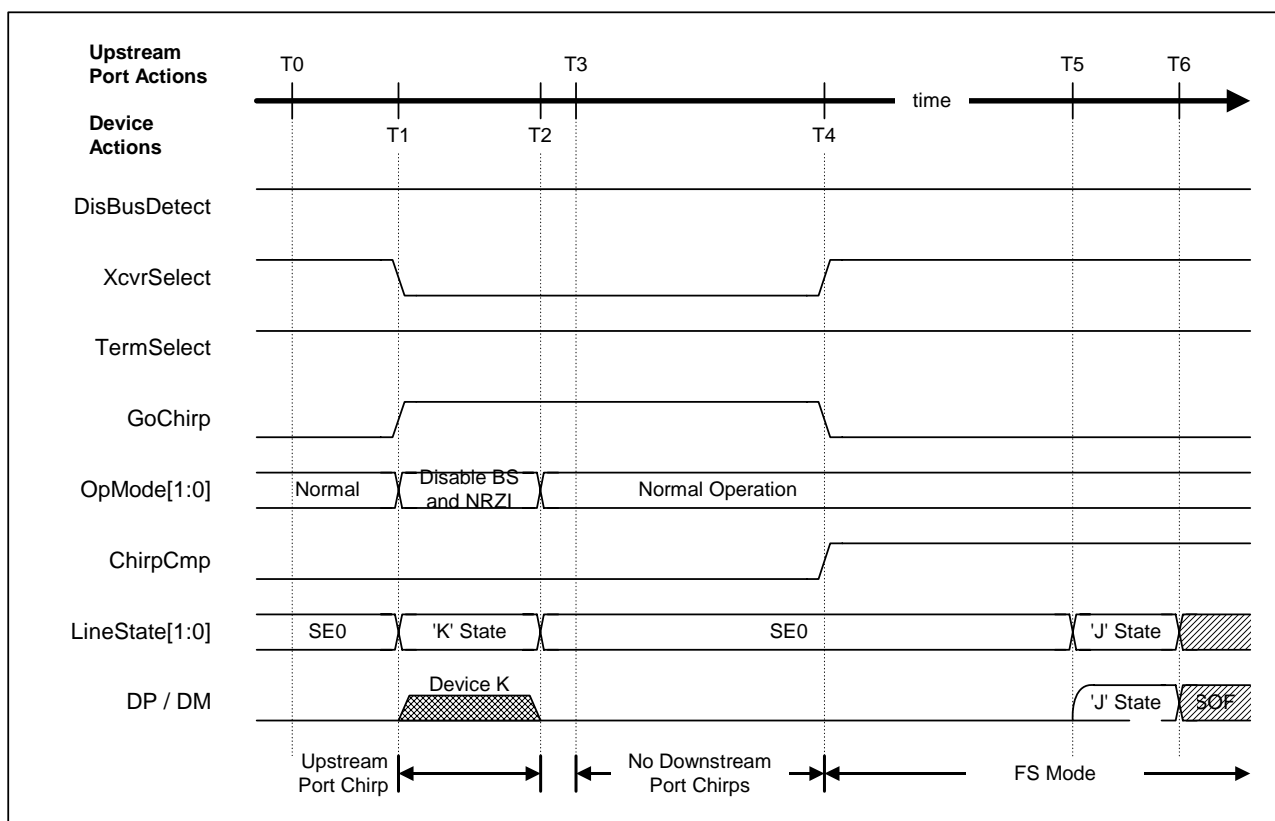 Upstream
Port Actions
T0
T3
T5
T6
time
Device
Actions
T1
T2
T4
DisBusDetect
XcvrSelect
TermSelect
GoChirp
OpMode[1:0]
Normal
Disable BS
and NRZI
Normal Operation
ChirpCmp
LineState[1:0]
SE0
'K' State
SE0
'J' State
DP / DM
Device K
'J' State
SOF
Upstream
Port Chirp
No Downstream
Port Chirps
FS Mode